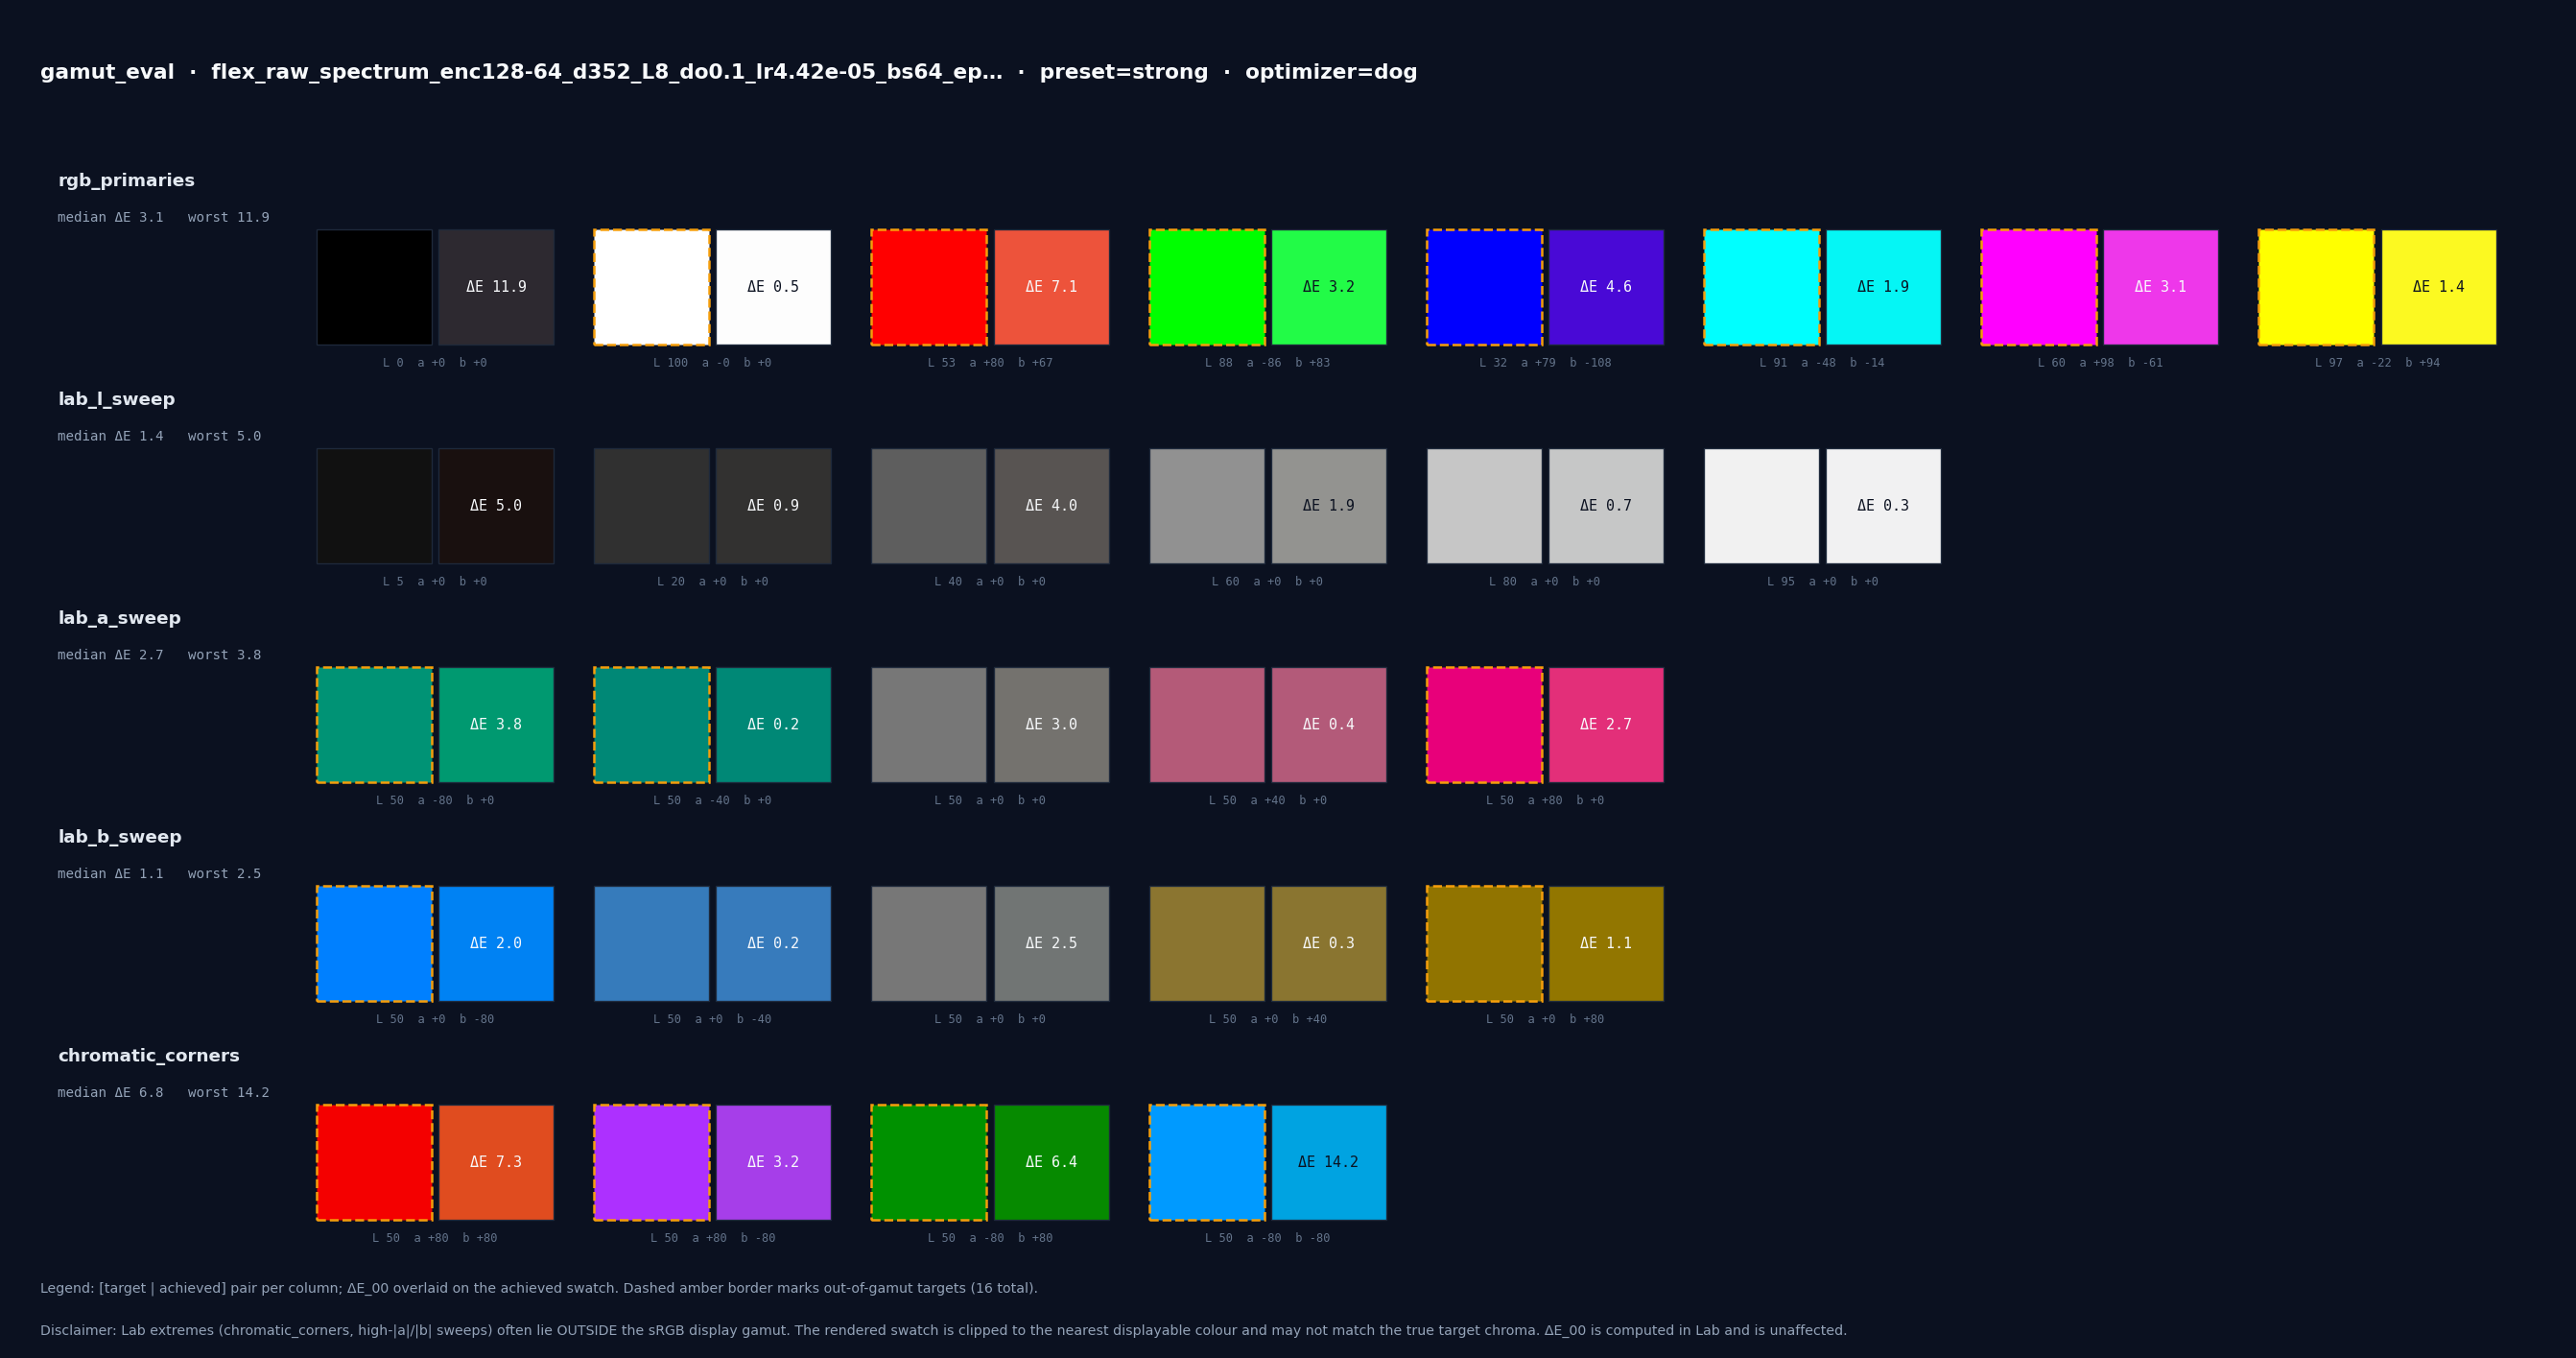 gamut_eval · flex_raw_spectrum_enc128-64_d352_L8_do0.1_lr4.42e-05_bs64_ep… · preset=strong · optimizer=dog
rgb_primaries
median ΔE 3.1 worst 11.9
ΔE 11.9 ΔE 0.5 ΔE 7.1 ΔE 3.2 ΔE 4.6 ΔE 1.9 ΔE 3.1 ΔE 1.4
L 0 a +0 b +0 L 100 a -0 b +0 L 53 a +80 b +67 L 88 a -86 b +83 L 32 a +79 b -108 L 91 a -48 b -14 L 60 a +98 b -61 L 97 a -22 b +94
lab_l_sweep
median ΔE 1.4 worst 5.0
ΔE 5.0 ΔE 0.9 ΔE 4.0 ΔE 1.9 ΔE 0.7 ΔE 0.3
L 5 a +0 b +0 L 20 a +0 b +0 L 40 a +0 b +0 L 60 a +0 b +0 L 80 a +0 b +0 L 95 a +0 b +0
lab_a_sweep
median ΔE 2.7 worst 3.8
ΔE 3.8 ΔE 0.2 ΔE 3.0 ΔE 0.4 ΔE 2.7
L 50 a -80 b +0 L 50 a -40 b +0 L 50 a +0 b +0 L 50 a +40 b +0 L 50 a +80 b +0
lab_b_sweep
median ΔE 1.1 worst 2.5
ΔE 2.0 ΔE 0.2 ΔE 2.5 ΔE 0.3 ΔE 1.1
L 50 a +0 b -80 L 50 a +0 b -40 L 50 a +0 b +0 L 50 a +0 b +40 L 50 a +0 b +80
chromatic_corners
median ΔE 6.8 worst 14.2
ΔE 7.3 ΔE 3.2 ΔE 6.4 ΔE 14.2
L 50 a +80 b +80 L 50 a +80 b -80 L 50 a -80 b +80 L 50 a -80 b -80
Legend: [target | achieved] pair per column; ΔE_00 overlaid on the achieved swatch. Dashed amber border marks out-of-gamut targets (16 total).
Disclaimer: Lab extremes (chromatic_corners, high-|a|/|b| sweeps) often lie OUTSIDE the sRGB display gamut. The rendered swatch is clipped to the nearest displayable colour and may not match the true target chroma. ΔE_00 is computed in Lab and is unaffected.